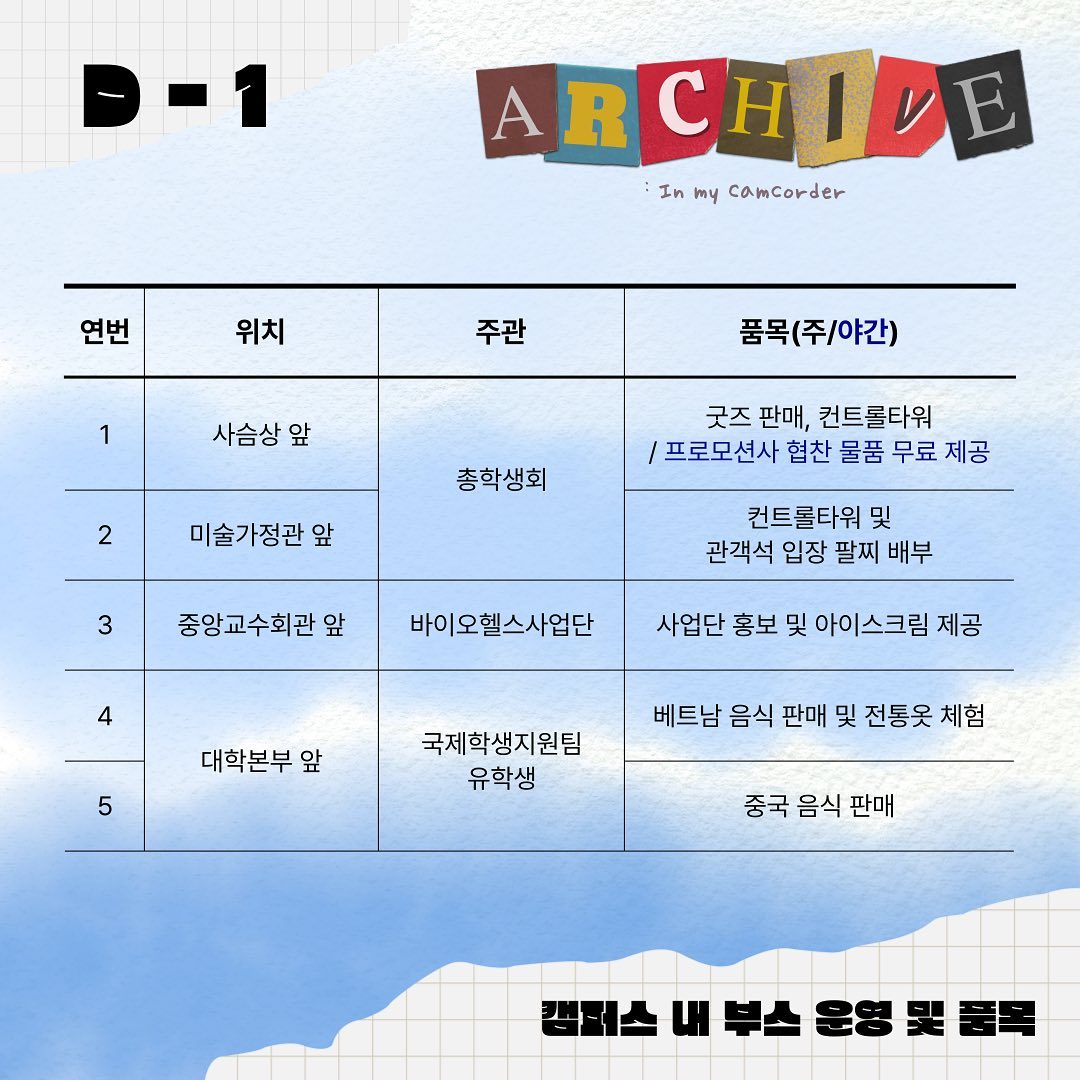 D - 1
ARCHIVE
: In my camcorder
연번 위치 주관 품목(주/야간)
1 사슴상 앞 총학생회 굿즈 판매, 컨트롤타워
/ 프로모션사 협찬 물품 무료 제공
2 미술가정관 앞 컨트롤타워 및
관객석 입장 팔찌 배부
3 중앙교수회관 앞 바이오헬스사업단 사업단 홍보 및 아이스크림 제공
4 대학본부 앞 국제학생지원팀
유학생 베트남 음식 판매 및 전통옷 체험
5 중국 음식 판매
캠퍼스 내 부스 운영 및 품목